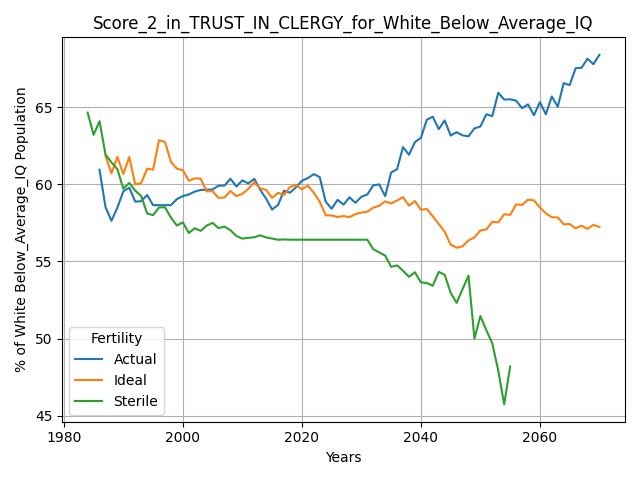 Score_2_in_TRUST_IN_CLERGY_for_White_Below_Average_IQ
% of White Below_Average_IQ Population
65
60
55
50
45
Fertility
Actual
Ideal
Sterile
1980
2000
2020
2040
2060
Years